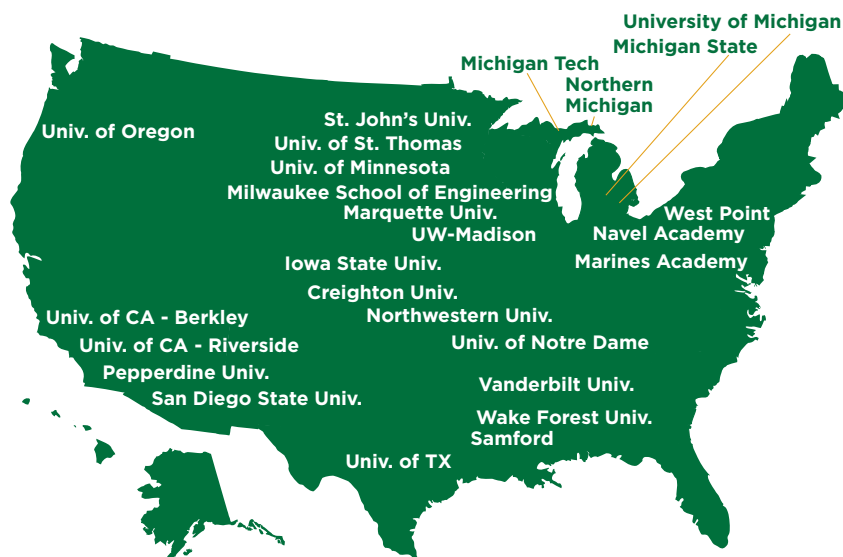 University of Michigan
Michigan State
Michigan Tech
Northern
Michigan
St. John's Univ.
Univ. of Oregon
Univ. of St. Thomas
Univ. of Minnesota
Milwaukee School of Engineering
Marquette Univ.
West Point
UW-Madison
Navel Academy
Iowa State Univ.
Marines Academy
Creighton Univ.
Univ. of CA - Berkley
Northwestern Univ.
Univ. of CA - Riverside
Univ. of Notre Dame
Pepperdine Univ.
Vanderbilt Univ.
San Diego State Univ.
Wake Forest Univ.
Samford
Univ. of TX